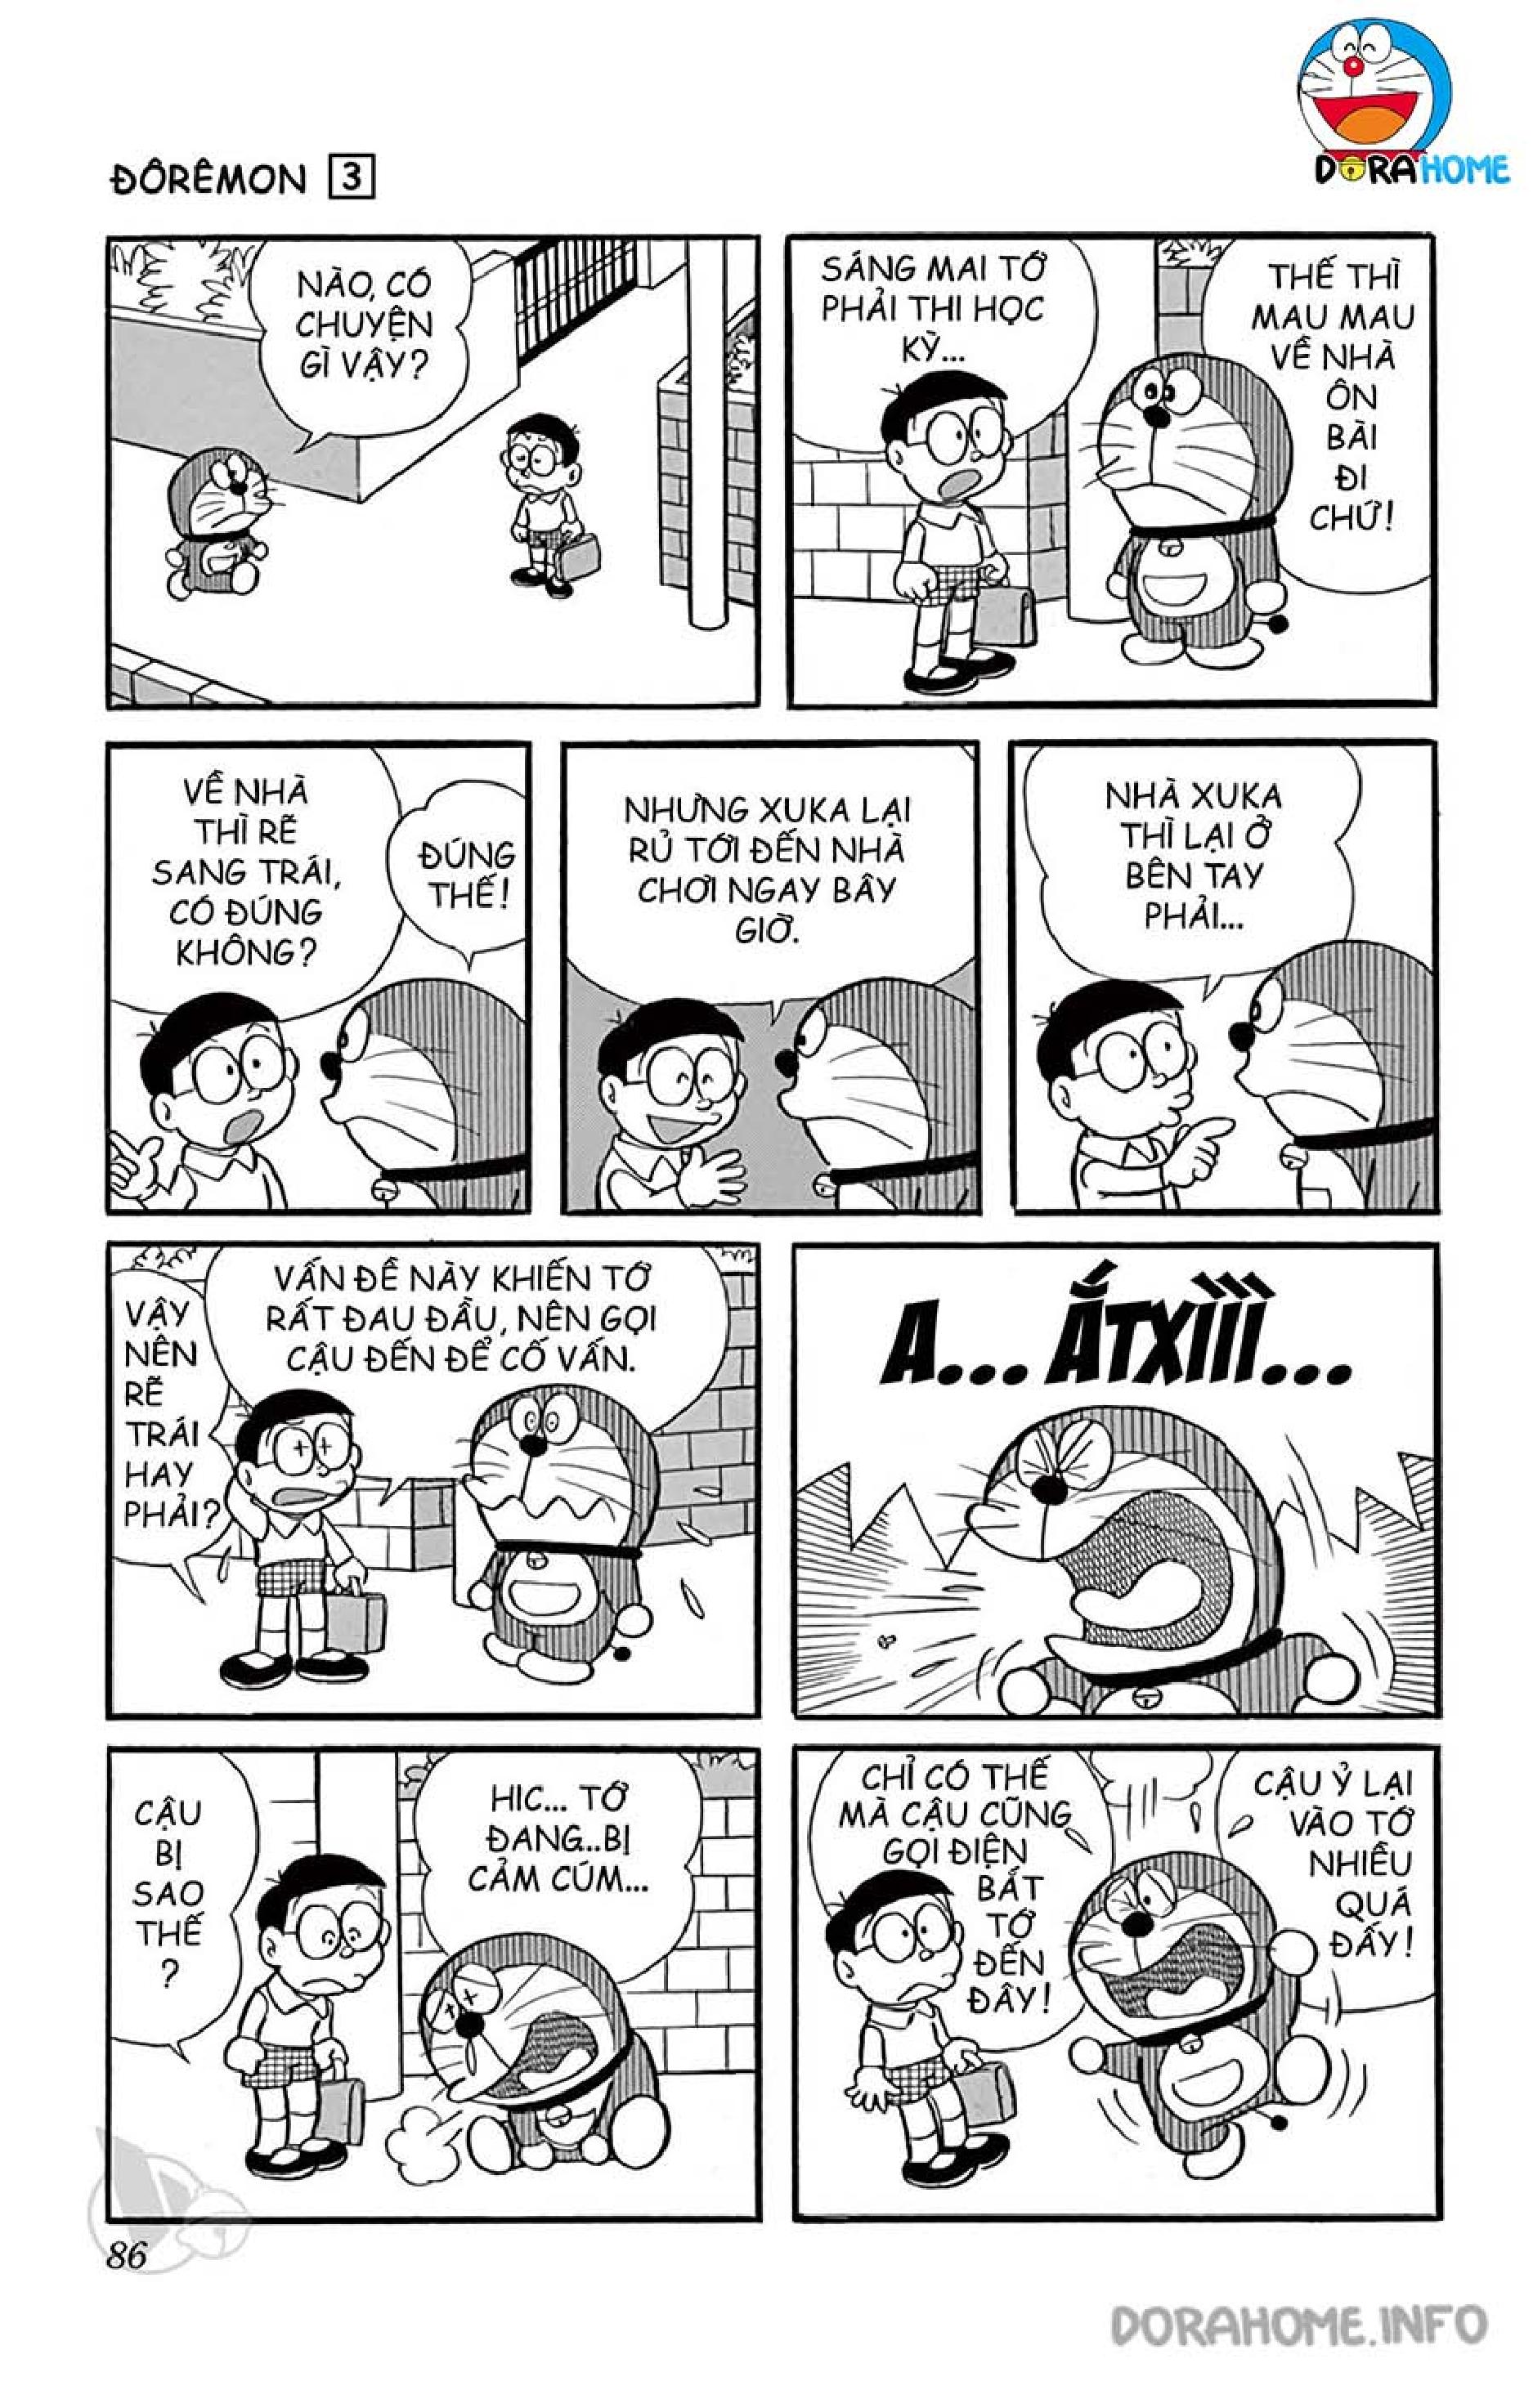 DORAHOME
ĐÔRÊMON 3
NÀO, CÓ
CHUYỆN
GÌ VẬY?
SÁNG MAI TỚ
PHẢI THI HỌC
KỲ...
THẾ THÌ
MAU MAU
VỀ NHÀ
ÔN
BÀI
ĐI
CHỨ!
VỀ NHÀ
THÌ RẼ
SANG TRÁI,
CÓ ĐÚNG
KHÔNG?
ĐÚNG
THẾ!
NHƯNG XUKA LẠI
RỦ TỚI ĐẾN NHÀ
CHƠI NGAY BÂY
GIỜ.
NHÀ XUKA
THÌ LẠI Ở
BÊN TAY
PHẢI...
VẤN ĐỀ NÀY KHIẾN TỚ
RẤT ĐAU ĐẦU, NÊN GỌI
CẬU ĐẾN ĐỂ CỐ VẤN.
VẬY
NÊN
RẼ
TRÁI
HAY
PHẢI?
A... ẮTXÌÌÌ...
CẬU
BỊ
SAO
THẾ
?
HIC... TỚ
ĐANG...BỊ
CẢM CÚM...
CHỈ CÓ THẾ
MÀ CẬU CŨNG
GỌI ĐIỆN
BẮT
TỚ
ĐẾN
ĐÂY!
CẬU Ỷ LẠI
VÀO TỚ
NHIỀU
QUÁ
ĐẤY!
86
DORAHOME.INFO